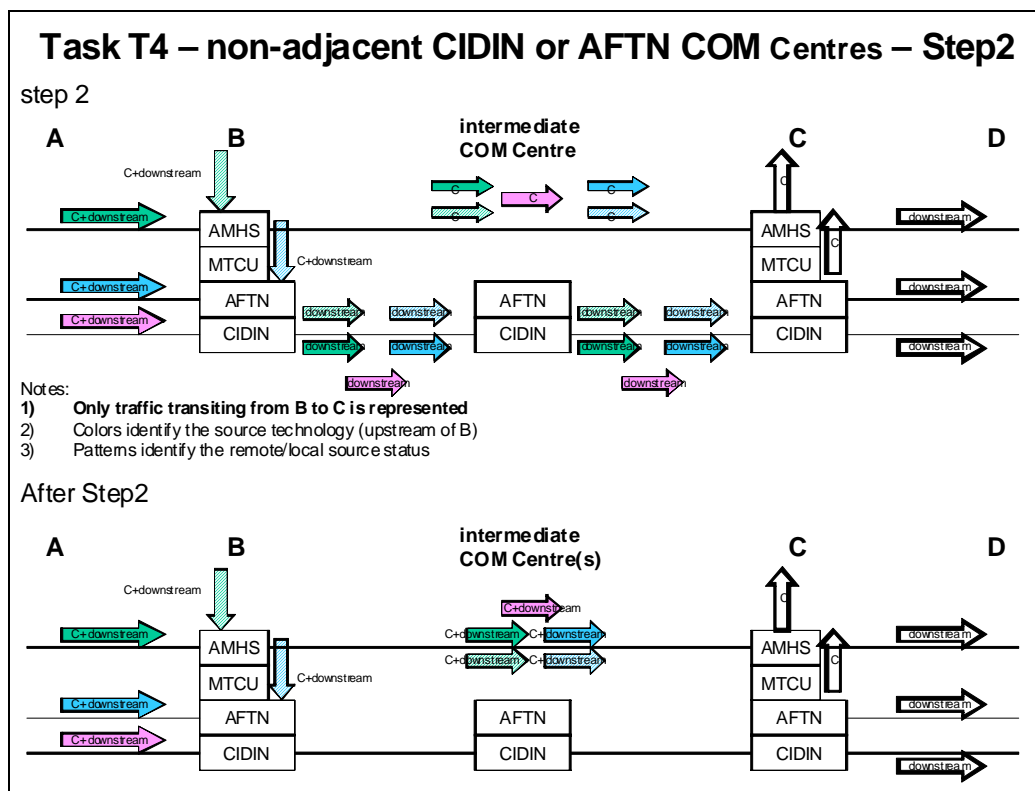 Task T4 – non-adjacent CIDIN or AFTN COM Centres – Step2
step 2
A
B
intermediate
COM Centre
C
D
C+downstream
C+downstream
C
C
C
C
C
C
C
downstream
AMHS
AMHS
MTCU
C+downstream
MTCU
C+downstream
AFTN
AFTN
AFTN
downstream
C+downstream
downstream
downstream
downstream
downstream
CIDIN
CIDIN
CIDIN
downstream
downstream
downstream
downstream
downstream
downstream
downstream
Notes:
1) Only traffic transiting from B to C is represented
2) Colors identify the source technology (upstream of B)
3) Patterns identify the remote/local source status
After Step2
A
B
intermediate
COM Centre(s)
C
D
C+downstream
C
C+downstream
C+downstream
C+downstream
C+downstream
C
downstream
AMHS
AMHS
C+downstream
C+downstream
MTCU
C+downstream
MTCU
C+downstream
AFTN
AFTN
AFTN
downstream
C+downstream
CIDIN
CIDIN
CIDIN
downstream